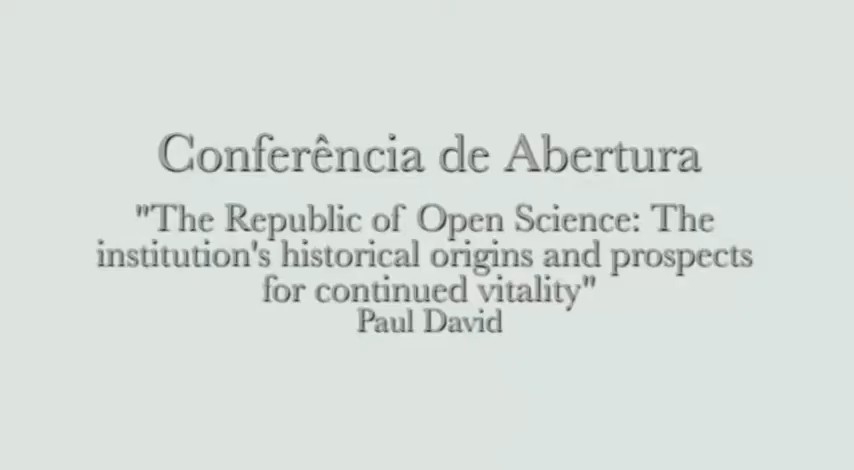 Conferência de Abertura
"The Republic of Open Science: The
institution's historical origins and prospects
for continued vitality"
Paul David